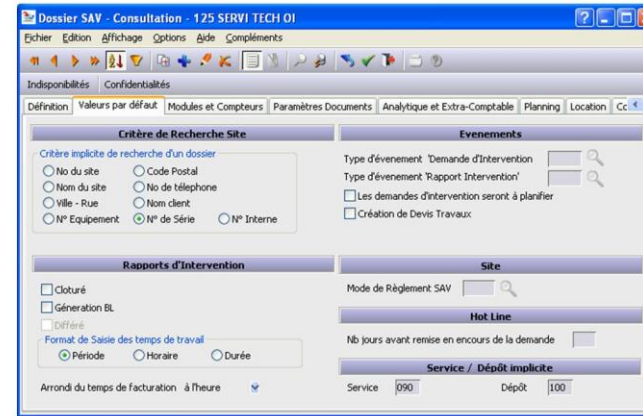 Dossier SAV - Consultation - 125 SERVI TECH OI
Fichier Edition Affichage Options Aide Compléments
Indisponibilités Confidentialités
Définition Valeurs par défaut Modules et Compteurs Paramètres Documents Analytique et Extra-Comptable Planning Location
Critère de Recherche Site
Critère implicite de recherche d'un dossier
No du site Code Postal
Nom du site No de télephone
Ville - Rue Nom client
N° Equipement N° de Série N° Interne
Evenements
Type d'évenement 'Demande d'Intervention
Type d'évenement 'Rapport Intervention'
Les demandes d'intervention seront à planifier
Création de Devis Travaux
Rapports d'Intervention
Cloturé
Géneration BL
Différé
Format de Saisie des temps de travail
Période Horaire Durée
Arrondi du temps de facturation à l'heure
Site
Mode de Règlement SAV
Hot Line
Nb jours avant remise en encours de la demande
Service / Dépôt implicite
Service 090 Dépôt 100